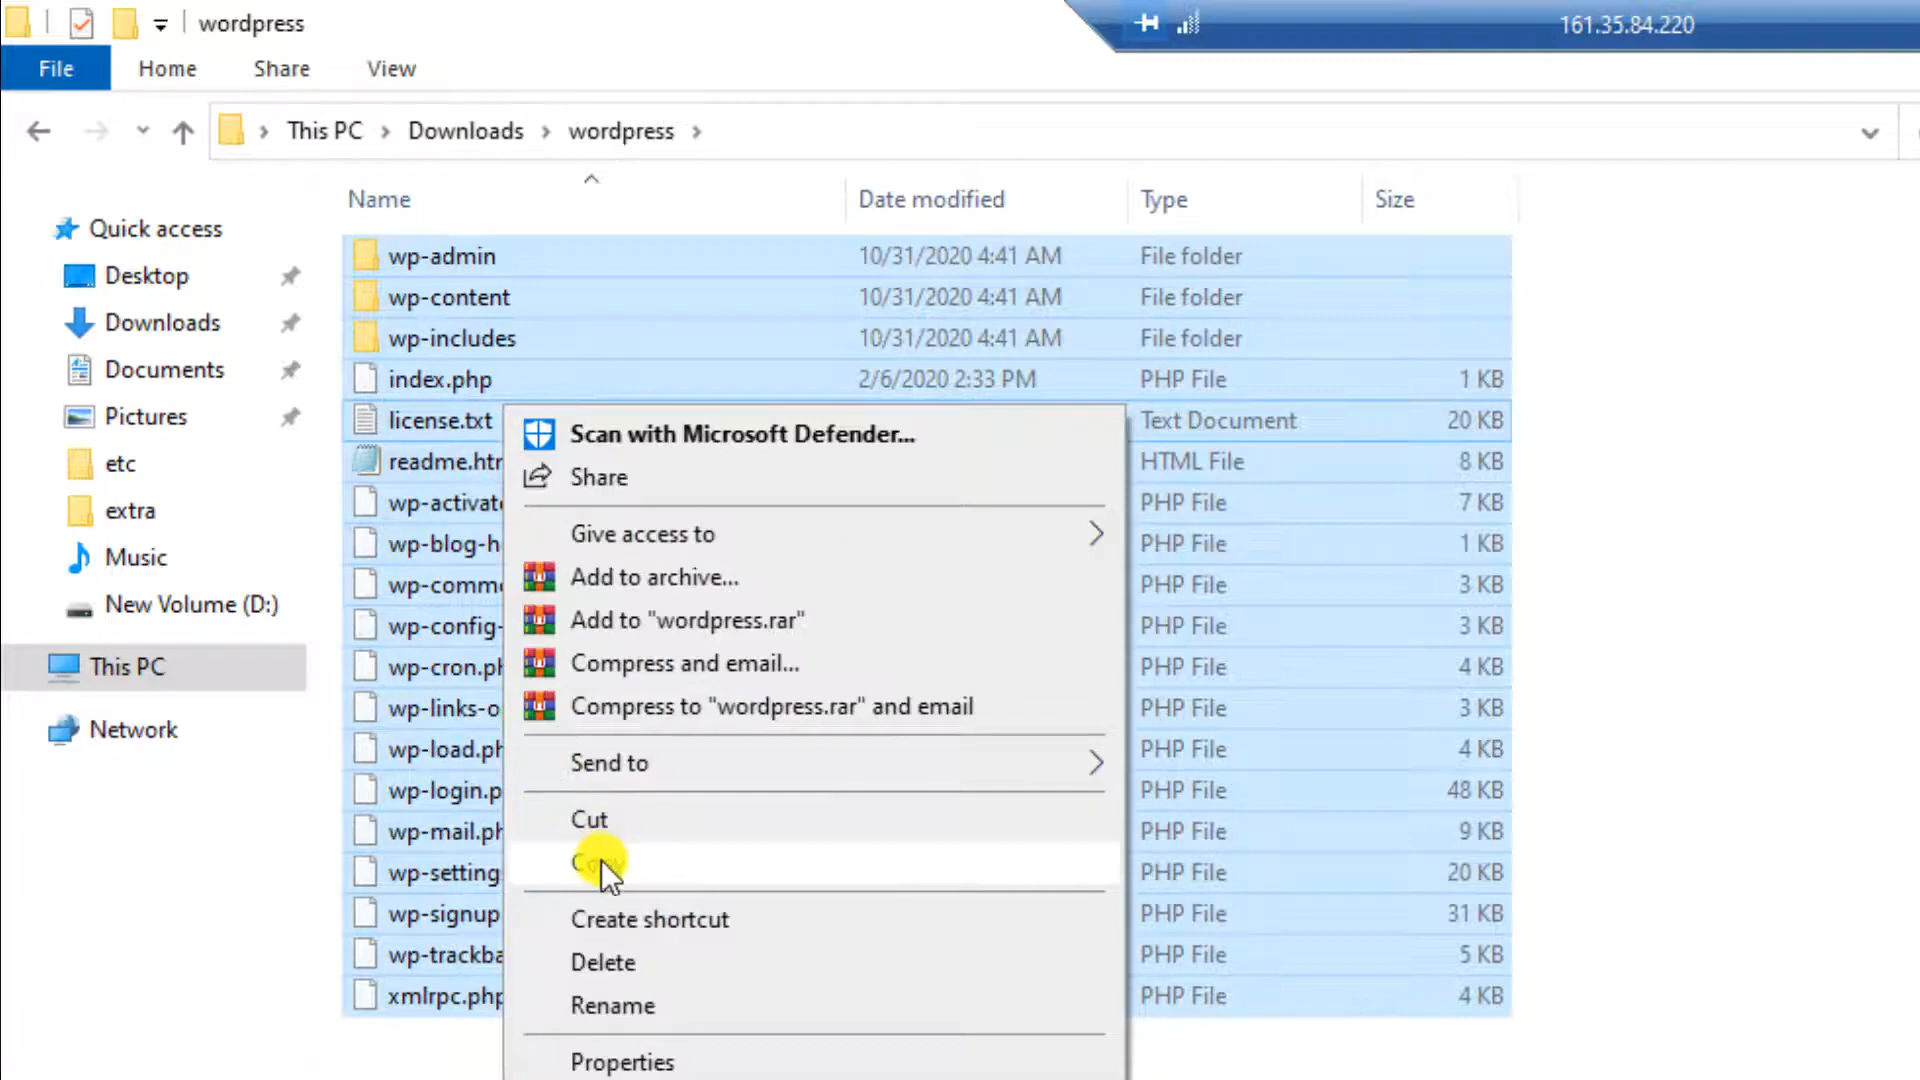 wordpress
161.35.84.220
File Home Share View
This PC Downloads wordpress
Name Date modified Type Size
Quick access
Desktop
Downloads
Documents
Pictures
etc
extra
Music
New Volume (D:)
This PC
Network
wp-admin 10/31/2020 4:41 AM File folder
wp-content 10/31/2020 4:41 AM File folder
wp-includes 10/31/2020 4:41 AM File folder
index.php 2/6/2020 2:33 PM PHP File 1 KB
license.txt Text Document 20 KB
readme.htm HTML File 8 KB
wp-activate PHP File 7 KB
wp-blog-h PHP File 1 KB
wp-comme PHP File 3 KB
wp-config- PHP File 3 KB
wp-cron.ph PHP File 4 KB
wp-links-o PHP File 3 KB
wp-load.ph PHP File 4 KB
wp-login.p PHP File 48 KB
wp-mail.ph PHP File 9 KB
wp-setting PHP File 20 KB
wp-signup PHP File 31 KB
wp-trackba PHP File 5 KB
xmlrpc.php PHP File 4 KB
Scan with Microsoft Defender...
Share
Give access to
Add to archive...
Add to "wordpress.rar"
Compress and email...
Compress to "wordpress.rar" and email
Send to
Cut
Copy
Create shortcut
Delete
Rename
Properties